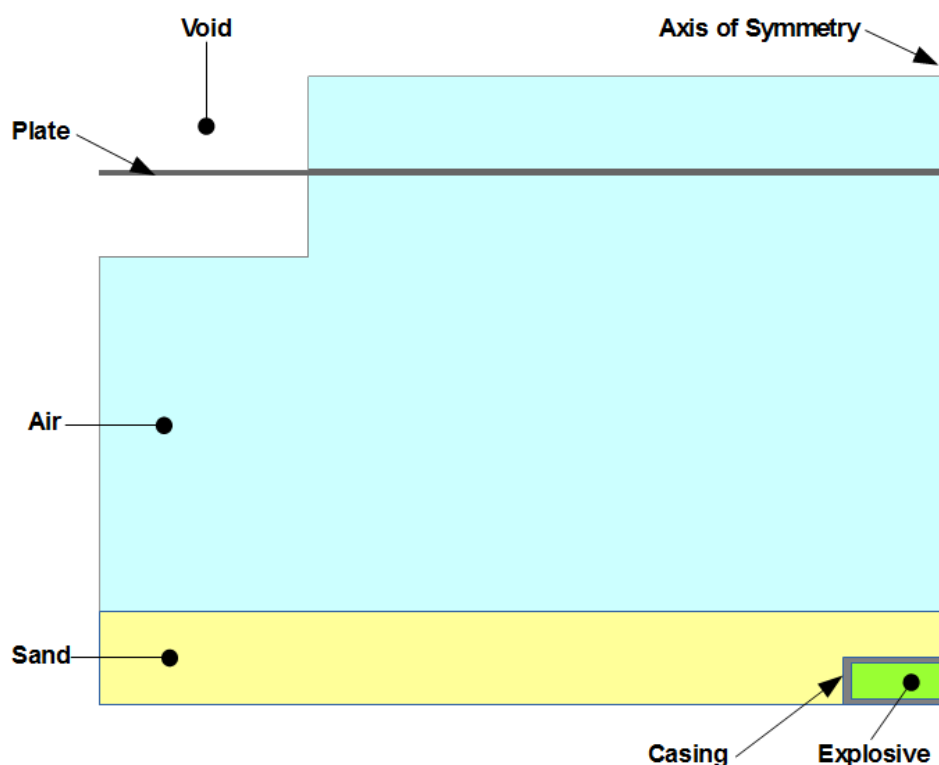 Void
Axis of Symmetry
Plate
Air
Sand
Casing
Explosive